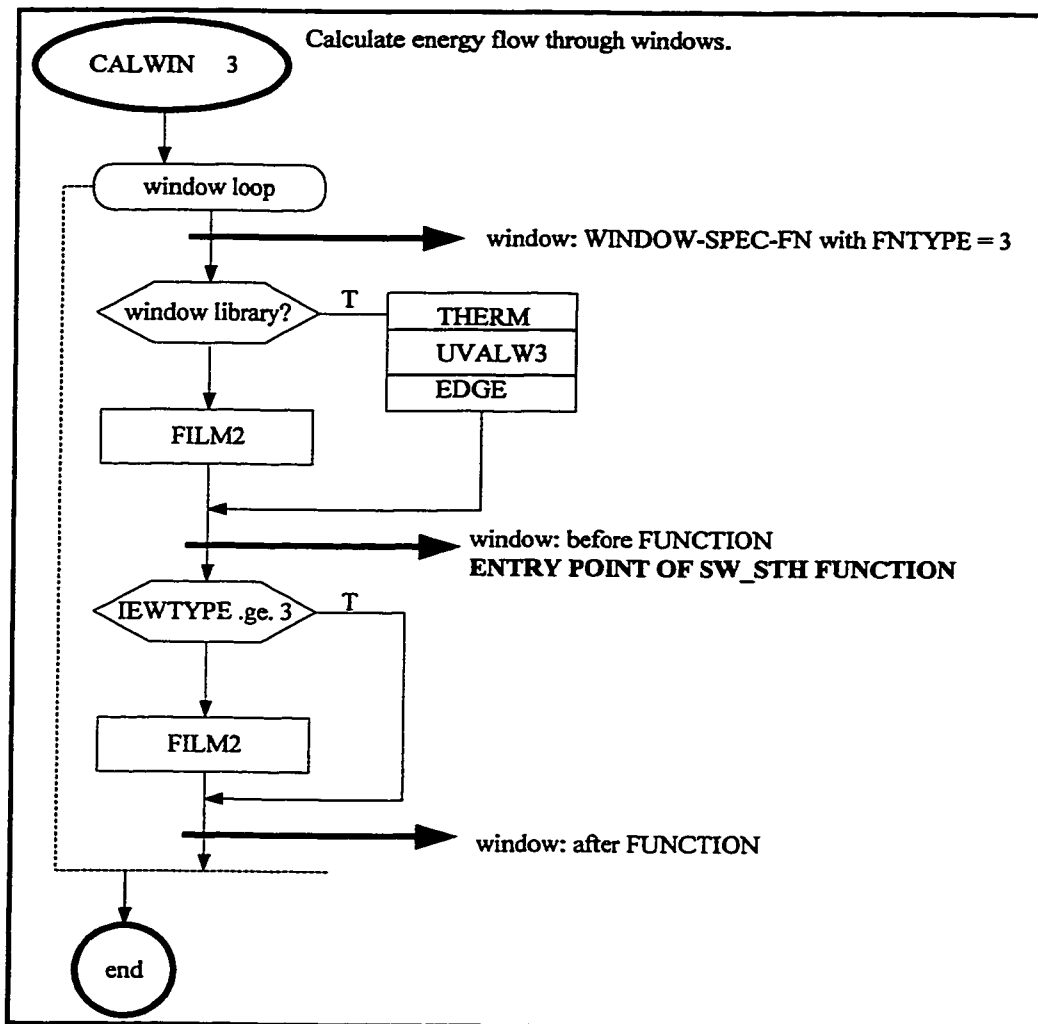 Calculate energy flow through windows.
CALWIN 3
window loop
window: WINDOW-SPEC-FN with FNTYPE = 3
window library?
T
THERM
UVALW3
EDGE
FILM2
window: before FUNCTION
ENTRY POINT OF SW_STH FUNCTION
IEWTYPE .ge. 3
T
FILM2
window: after FUNCTION
end